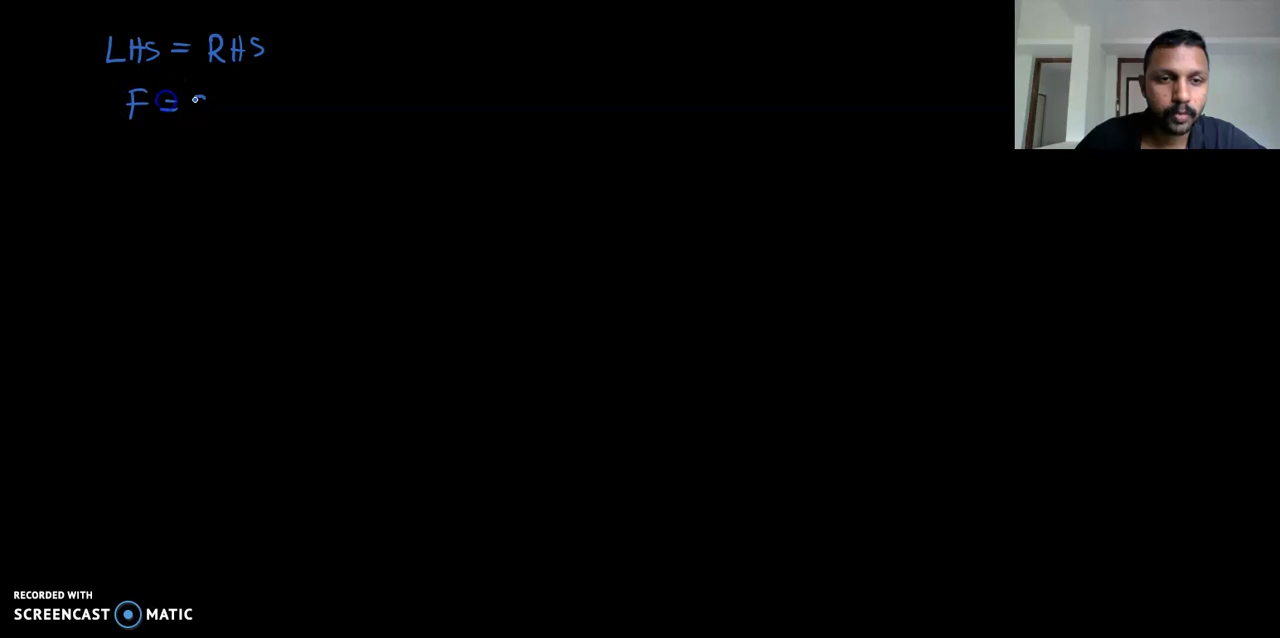 LHS = RHS
F =
RECORDED WITH
SCREENCAST MATIC